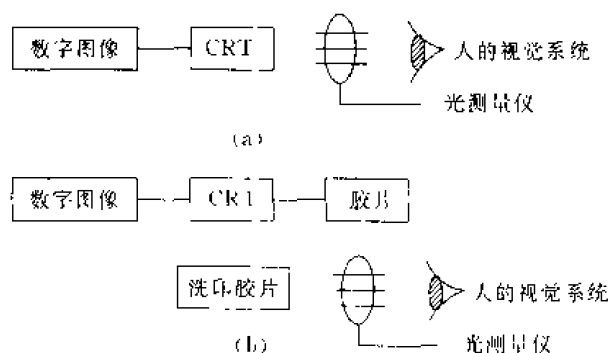 数字图像 CRT 人的视觉系统
光测量仪
(a)
数字图像 CRT 胶片
洗印胶片 人的视觉系统
(b) 光测量仪